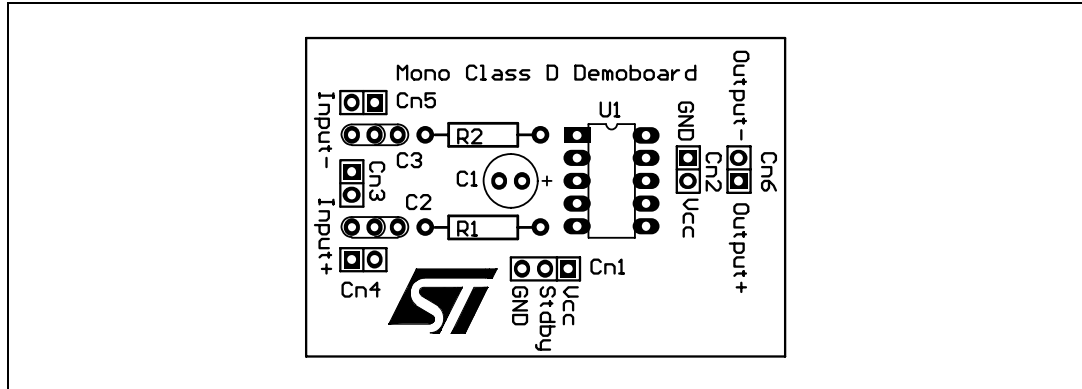 Mono Class D Demoboard
Input-
Cn5
C3
R2
U1
GND
Cn2
Vcc
Output-
Cn6
Output+
Cn3
C1
+
C2
R1
Input+
Cn4
ST
Cn1
GND
Stdby
Vcc